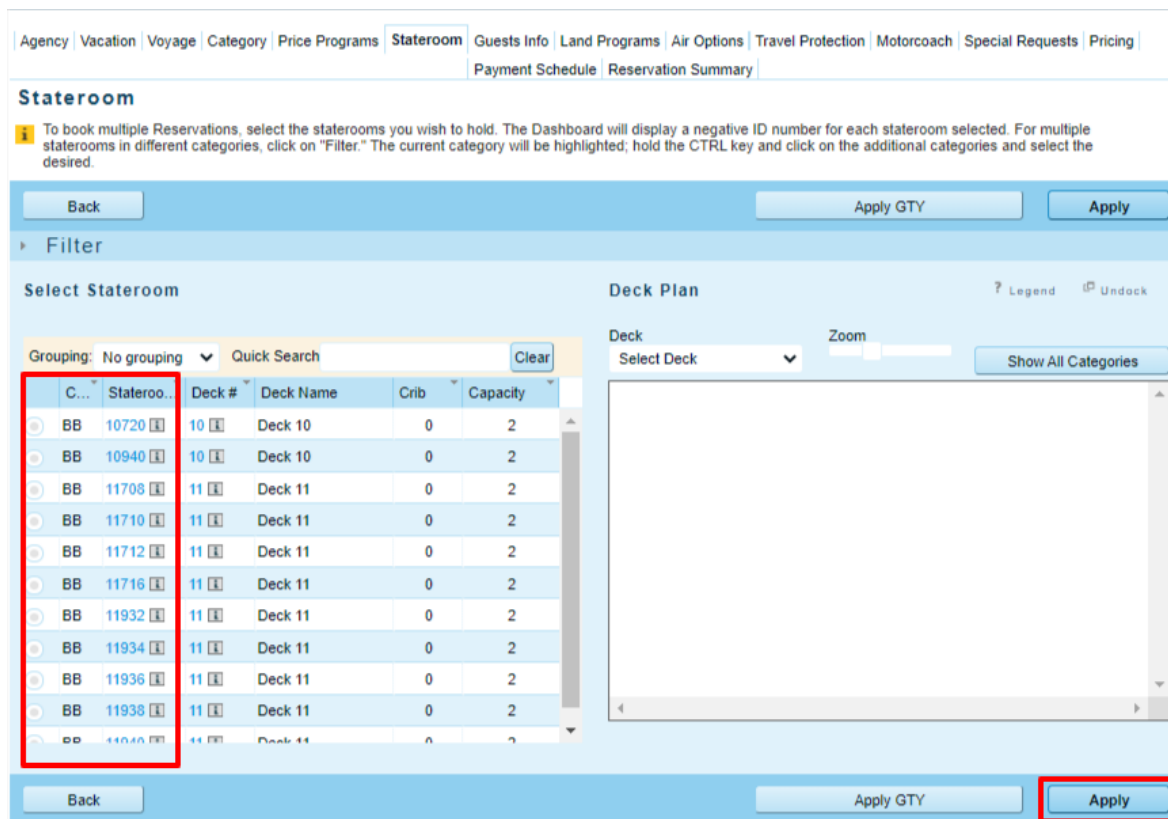 Agency Vacation Voyage Category Price Programs Stateroom Guests Info Land Programs Air Options Travel Protection Motorcoach Special Requests Pricing
Payment Schedule Reservation Summary
Stateroom
To book multiple Reservations, select the staterooms you wish to hold. The Dashboard will display a negative ID number for each stateroom selected. For multiple
staterooms in different categories, click on "Filter." The current category will be highlighted; hold the CTRL key and click on the additional categories and select the
desired.
Back Apply GTY Apply
Filter
Select Stateroom Deck Plan ? Legend Undock
Deck Zoom
Grouping: No grouping Quick Search Clear Select Deck Show All Categories
C... Stateroo... Deck # Deck Name Crib Capacity
BB 10720 10 Deck 10 0 2
BB 10940 10 Deck 10 0 2
BB 11708 11 Deck 11 0 2
BB 11710 11 Deck 11 0 2
BB 11712 11 Deck 11 0 2
BB 11716 11 Deck 11 0 2
BB 11932 11 Deck 11 0 2
BB 11934 11 Deck 11 0 2
BB 11936 11 Deck 11 0 2
BB 11938 11 Deck 11 0 2
BB 11940 11 Deck 11 0 2
Back Apply GTY Apply